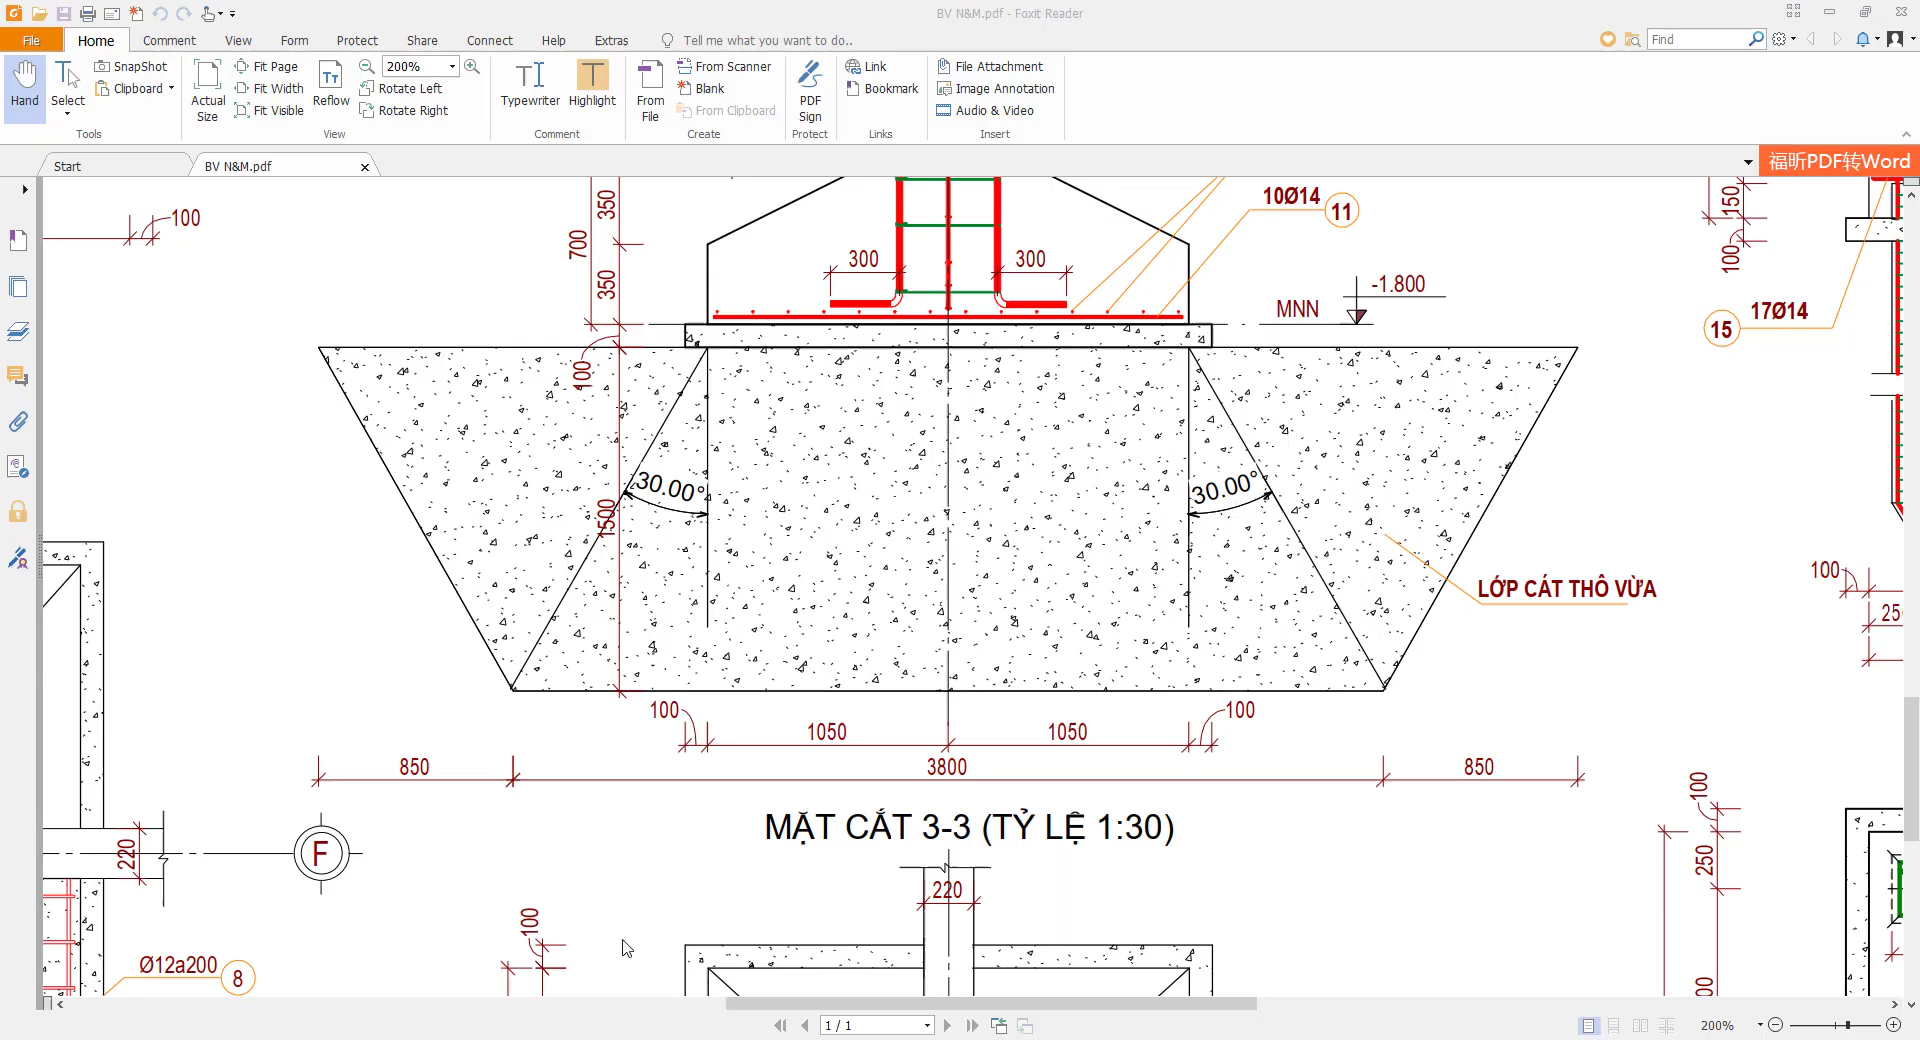 BV N&M.pdf - Foxit Reader
File Home Comment View Form Protect Share Connect Help Extras Tell me what you want to do.. Find
Hand Select SnapShot Clipboard
Actual Size Fit Page Fit Width Fit Visible Reflow 200% Rotate Left Rotate Right
Typewriter Highlight
From File From Scanner Blank From Clipboard
PDF Sign
Link Bookmark
File Attachment Image Annotation Audio & Video
Tools View Comment Create Protect Links Insert
Start BV N&M.pdf 福昕PDF转Word
100
350
700
350
100
1500
300
300
10Ø14 11
MNN -1.800
150
100
15 17Ø14
30.00°
30.00°
LỚP CÁT THÔ VỪA
100
100
1050
1050
100
850
3800
850
MẶT CẮT 3-3 (TỶ LỆ 1:30)
220
F
220
100
Ø12a200 8
100
250
1 / 1
200%